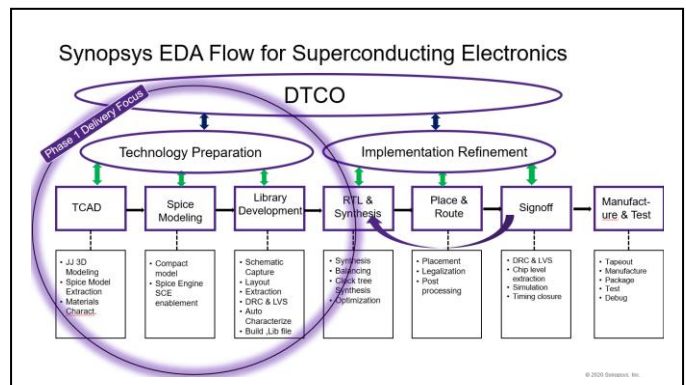 Synopsys EDA Flow for Superconducting Electronics
DTCO
Phase 1 Delivery Focus
Technology Preparation
Implementation Refinement
TCAD
Spice
Modeling
Library
Development
RTL &
Synthesis
Place &
Route
Signoff
Manufact-
ure & Test
• JJ 3D
Modeling
• Spice Model
Extraction
• Materials
Charact.
• Compact
model
• Spice Engine
SCE
enablement
• Schematic
Capture
• Layout
• Extraction
• DRC & LVS
• Auto
Characterize
• Build .Lib file
• Synthesis
• Balancing
• Clock tree
Synthesis
• Optimization
• Placement
• Legalization
• Post
processing
• DRC & LVS
• Chip level
extraction
• Simulation
• Timing closure
• Tapeout
• Manufacture
• Package
• Test
• Debug
© 2020 Synopsys, Inc.